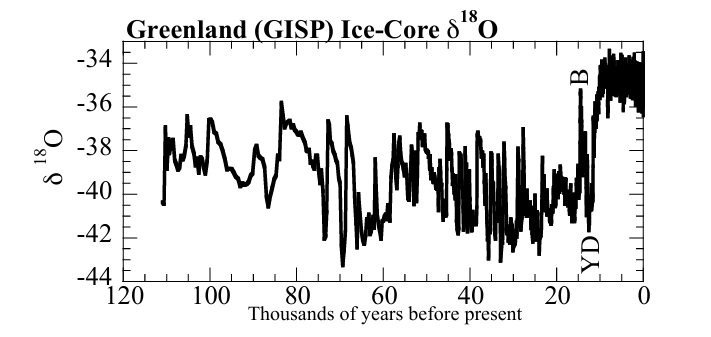 Greenland (GISP) Ice-Core δ18O
-34
-36
-38
-40
-42
-44
δ 18O
B
YD
120 100 80 60 40 20 0
Thousands of years before present